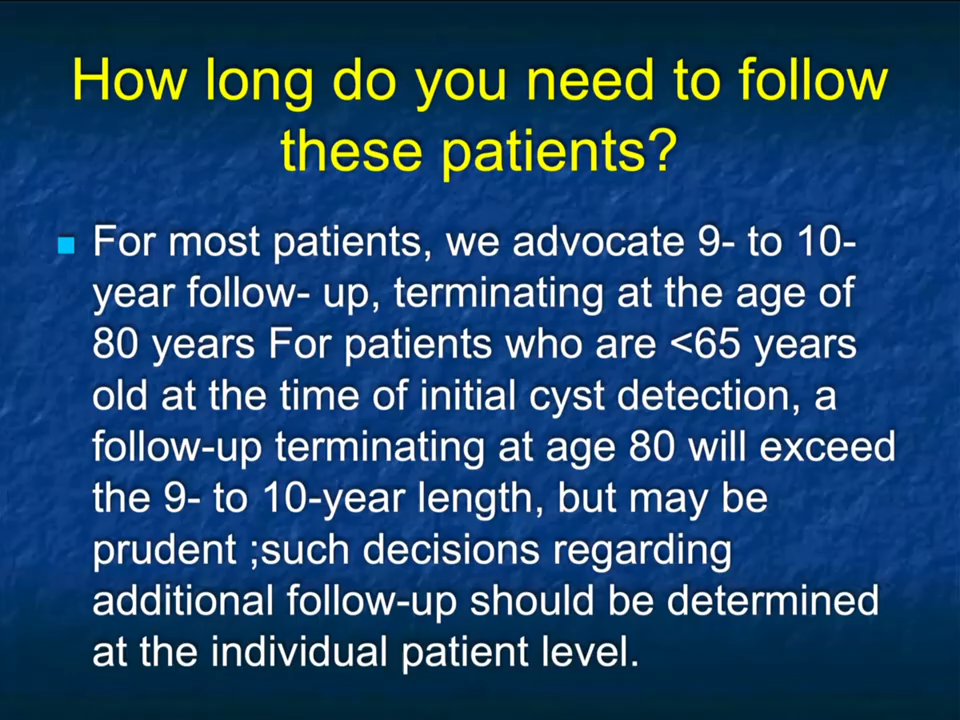 How long do you need to follow
these patients?
For most patients, we advocate 9- to 10-
year follow- up, terminating at the age of
80 years For patients who are <65 years
old at the time of initial cyst detection, a
follow-up terminating at age 80 will exceed
the 9- to 10-year length, but may be
prudent ;such decisions regarding
additional follow-up should be determined
at the individual patient level.